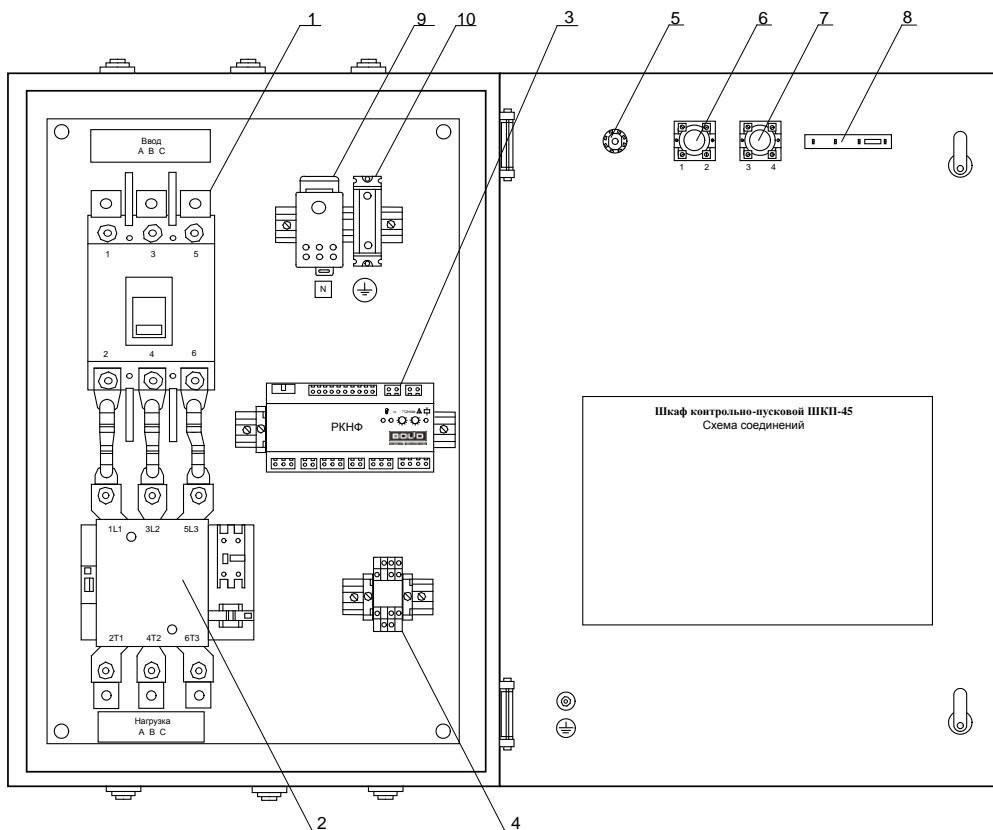 1 9 10 3 5 6 7 8
Ввод
A B C
1 3 5
2 4 6
N
1 2 3 4
РКНФ
Шкаф контрольно-пусковой ШКП-45
Схема соединений
1L1 3L2 5L3
2T1 4T2 6T3
Нагрузка
A B C
2 4